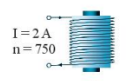 I = 2 A
n = 750